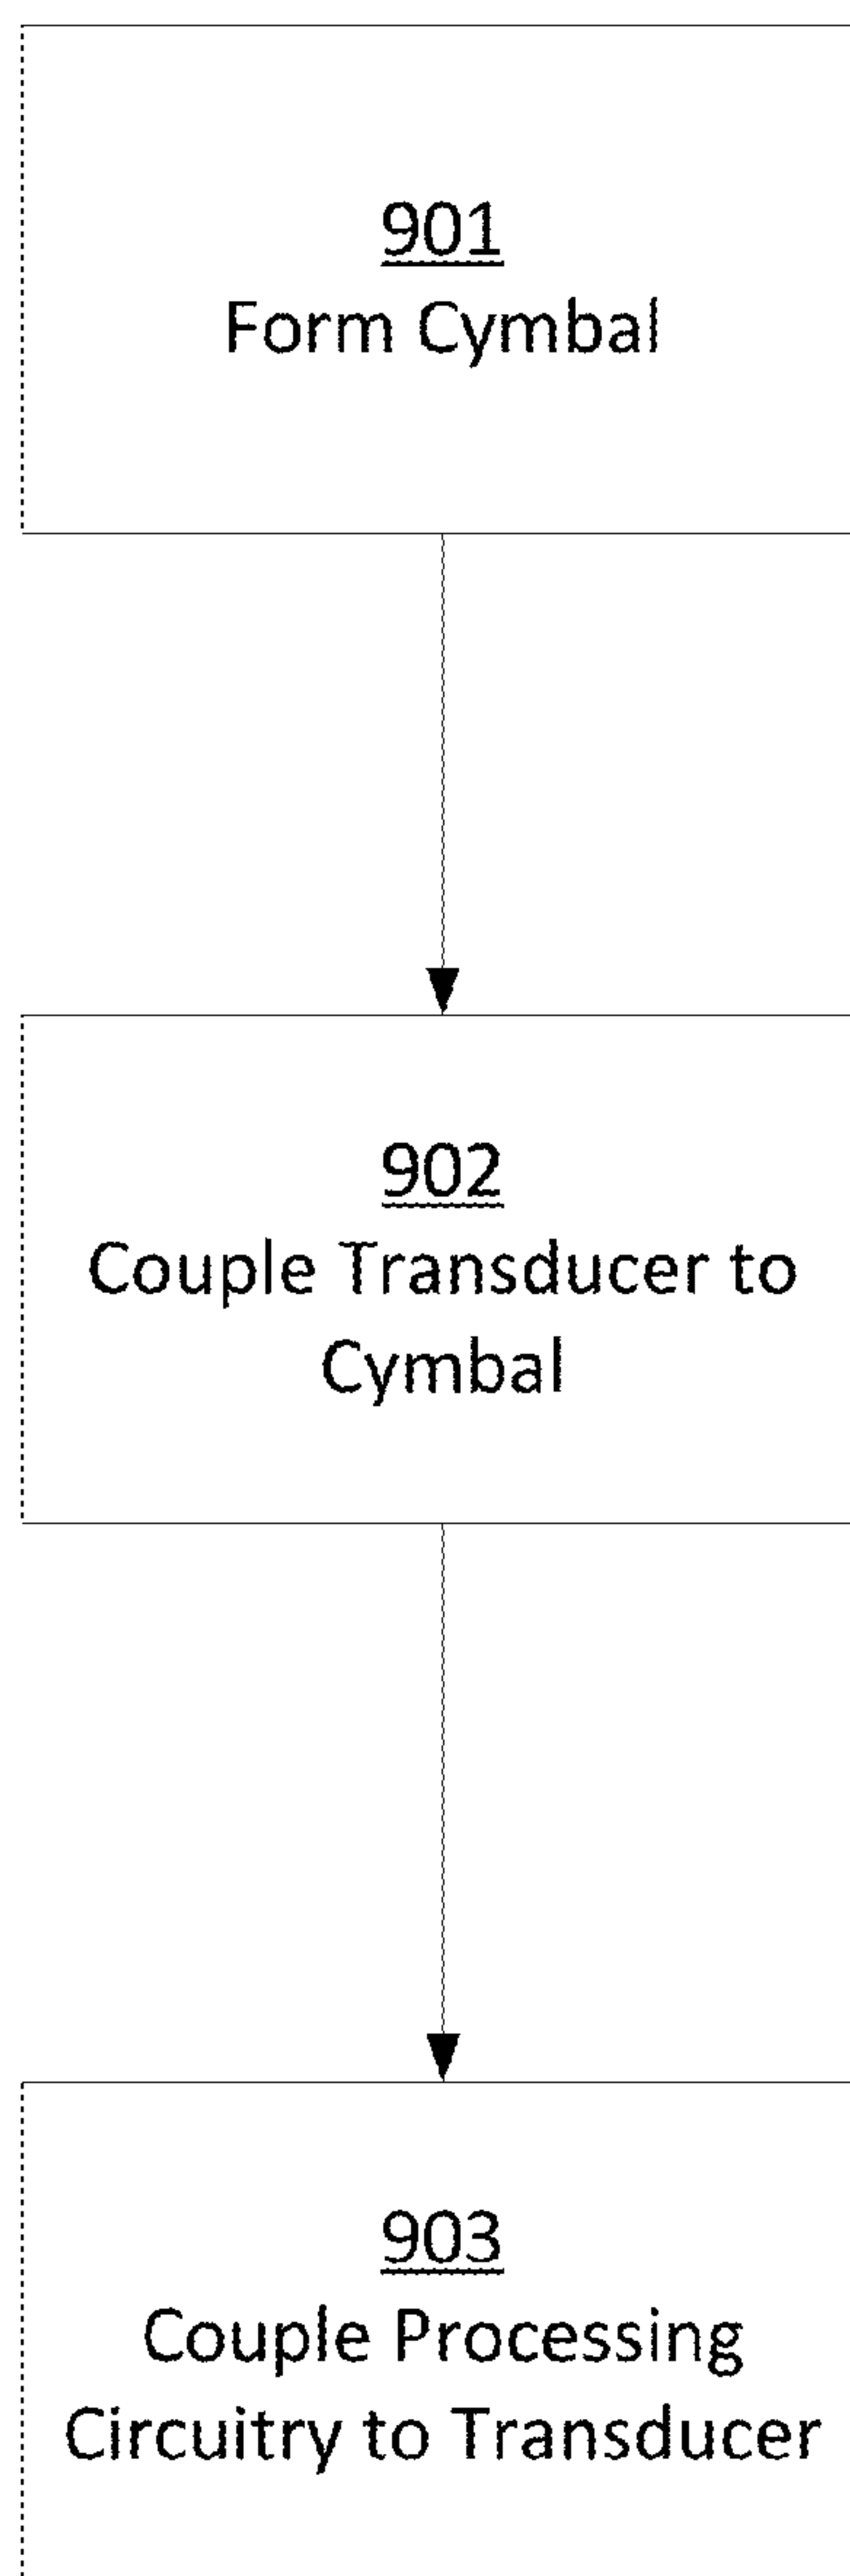 901
Form Cymbal
902
Couple Transducer to
Cymbal
903
Couple Processing
Circuitry to Transducer